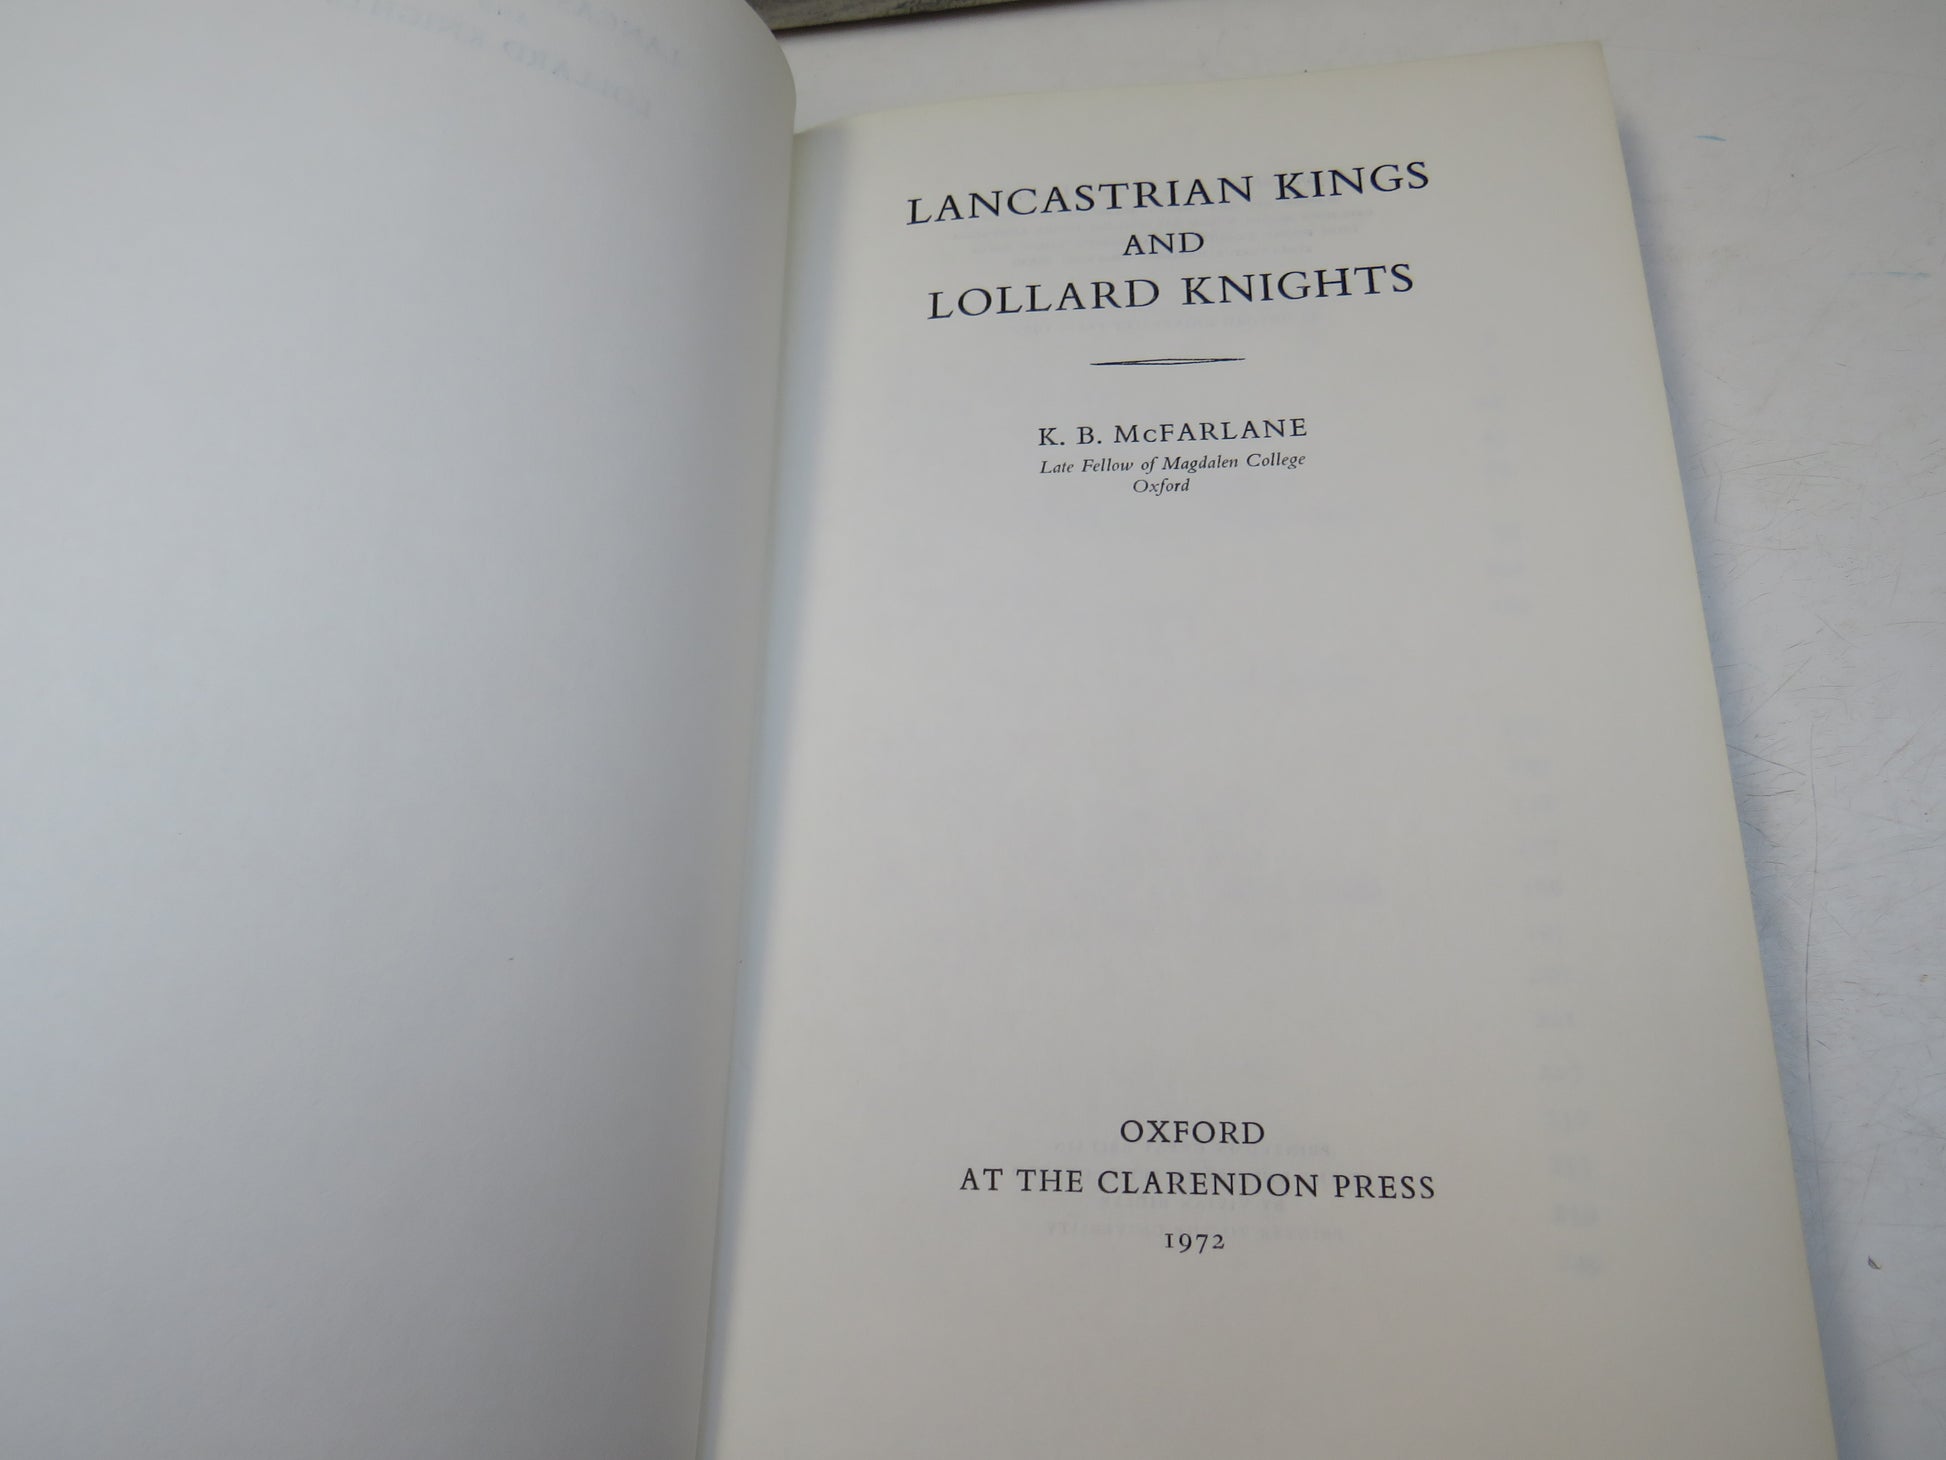 LANCASTRIAN KINGS
AND
LOLLARD KNIGHTS
K. B. McFARLANE
Late Fellow of Magdalen College
Oxford
OXFORD
AT THE CLARENDON PRESS
1972